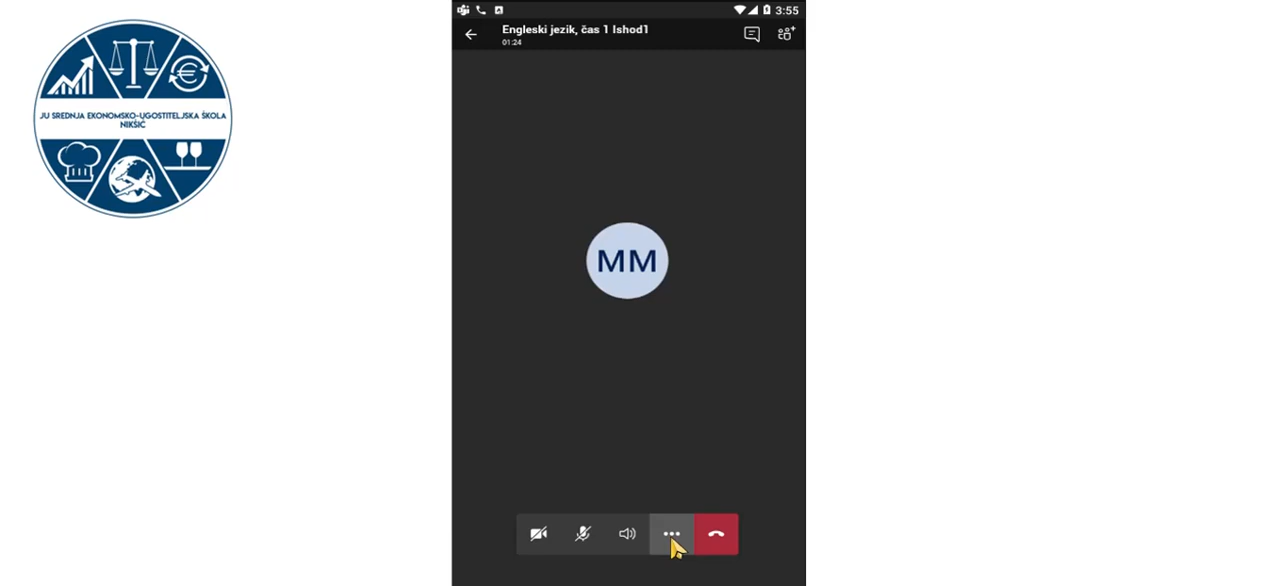 JU SREDNJA EKONOMSKO-UGOSTITELJSKA ŠKOLA
NIKŠIĆ
3:55
Engleski jezik, čas 1 Ishod1
01:24
MM